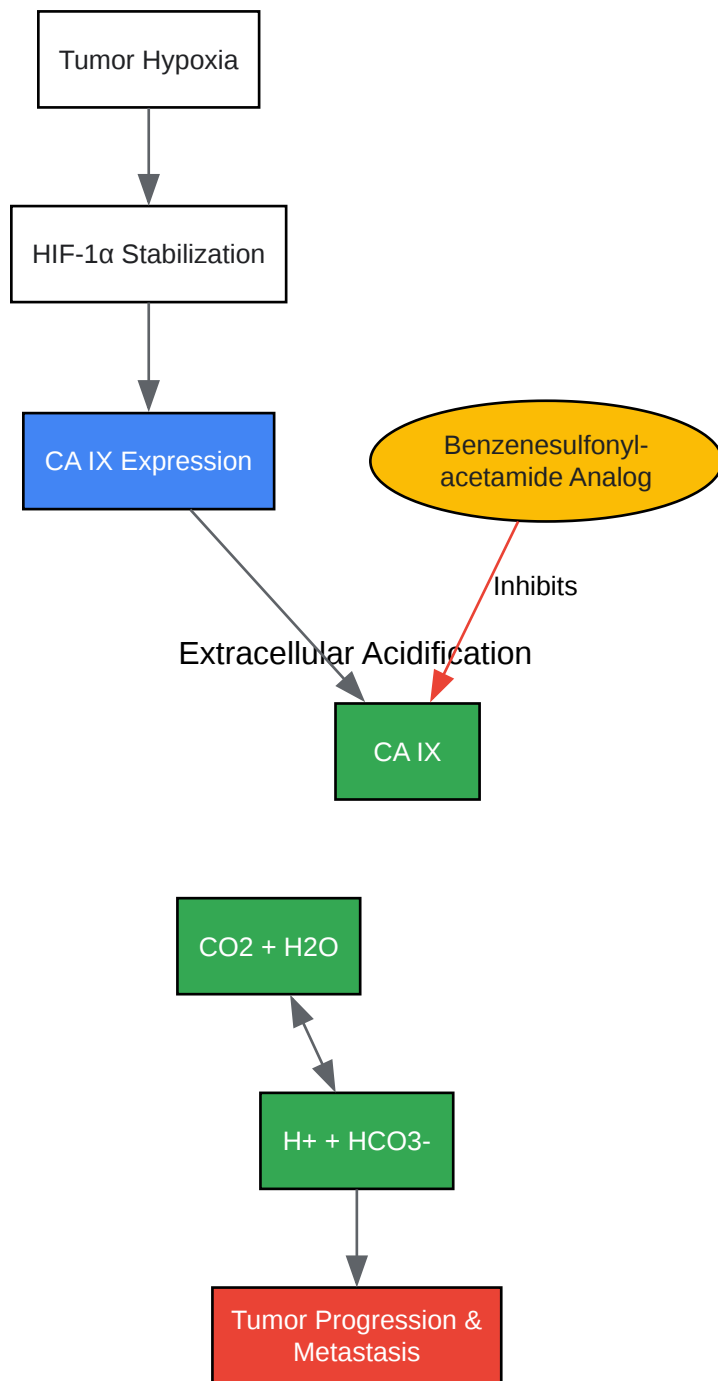 Tumor Hypoxia
HIF-1α Stabilization
CA IX Expression
Benzenesulfonyl-
acetamide Analog
Inhibits
Extracellular Acidification
CA IX
CO2 + H2O
H+ + HCO3-
Tumor Progression &
Metastasis